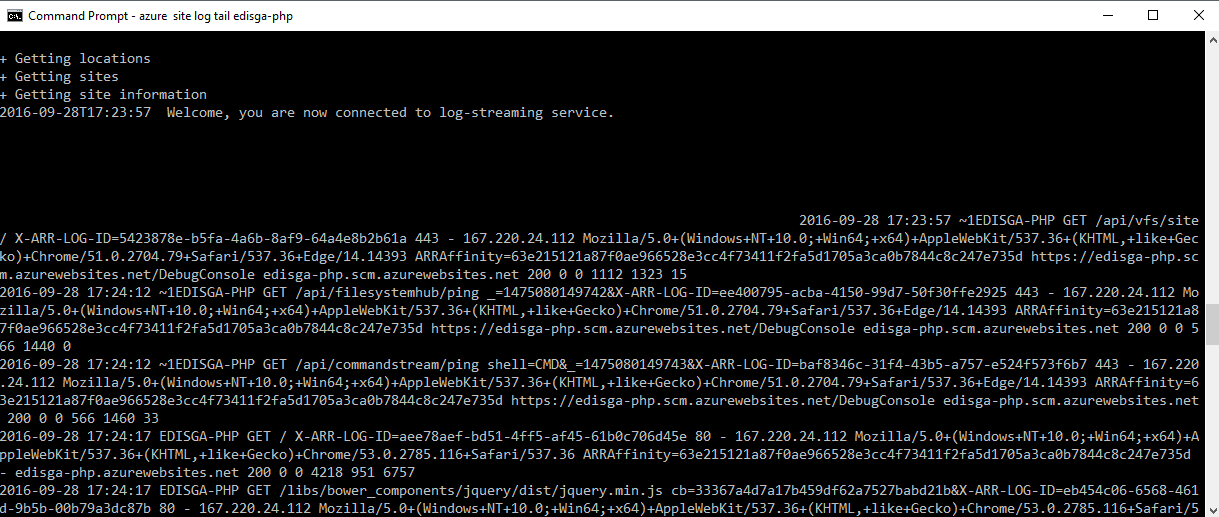 Command Prompt - azure  site log tail edisga-php
+ Getting locations
+ Getting sites
+ Getting site information
2016-09-28T17:23:57  Welcome, you are now connected to log-streaming service.
2016-09-28 17:23:57 ~1EDISGA-PHP GET /api/vfs/site
/ X-ARR-LOG-ID=5423878e-b5fa-4a6b-8af9-64a4e8b2b61a 443 - 167.220.24.112 Mozilla/5.0+(Windows+NT+10.0;+Win64;+x64)+AppleWebKit/537.36+(KHTML,+like+Gec
ko)+Chrome/51.0.2704.79+Safari/537.36+Edge/14.14393 ARRAffinity=63e215121a87f0ae966528e3cc4f73411f2fa5d1705a3ca0b7844c8c247e735d https://edisga-php.sc
m.azurewebsites.net/DebugConsole edisga-php.scm.azurewebsites.net 200 0 0 1112 1323 15
2016-09-28 17:24:12 ~1EDISGA-PHP GET /api/filesystemhub/ping _=1475080149742&X-ARR-LOG-ID=ee400795-acba-4150-99d7-50f30ffe2925 443 - 167.220.24.112 Mo
zilla/5.0+(Windows+NT+10.0;+Win64;+x64)+AppleWebKit/537.36+(KHTML,+like+Gecko)+Chrome/51.0.2704.79+Safari/537.36+Edge/14.14393 ARRAffinity=63e215121a8
7f0ae966528e3cc4f73411f2fa5d1705a3ca0b7844c8c247e735d https://edisga-php.scm.azurewebsites.net/DebugConsole edisga-php.scm.azurewebsites.net 200 0 0 5
66 1440 0
2016-09-28 17:24:12 ~1EDISGA-PHP GET /api/commandstream/ping shell=CMD&_=1475080149743&X-ARR-LOG-ID=baf8346c-31f4-43b5-a757-e524f573f6b7 443 - 167.220
.24.112 Mozilla/5.0+(Windows+NT+10.0;+Win64;+x64)+AppleWebKit/537.36+(KHTML,+like+Gecko)+Chrome/51.0.2704.79+Safari/537.36+Edge/14.14393 ARRAffinity=6
3e215121a87f0ae966528e3cc4f73411f2fa5d1705a3ca0b7844c8c247e735d https://edisga-php.scm.azurewebsites.net/DebugConsole edisga-php.scm.azurewebsites.net
200 0 0 566 1460 33
2016-09-28 17:24:17 EDISGA-PHP GET / X-ARR-LOG-ID=aee78aef-bd51-4ff5-af45-61b0c706d45e 80 - 167.220.24.112 Mozilla/5.0+(Windows+NT+10.0;+Win64;+x64)+A
ppleWebKit/537.36+(KHTML,+like+Gecko)+Chrome/53.0.2785.116+Safari/537.36 ARRAffinity=63e215121a87f0ae966528e3cc4f73411f2fa5d1705a3ca0b7844c8c247e735d
- edisga-php.azurewebsites.net 200 0 0 4218 951 6757
2016-09-28 17:24:17 EDISGA-PHP GET /libs/bower_components/jquery/dist/jquery.min.js cb=33367a4d7a17b459df62a7527babd21b&X-ARR-LOG-ID=eb454c06-6568-461
d-9b5b-00b79a3dc87b 80 - 167.220.24.112 Mozilla/5.0+(Windows+NT+10.0;+Win64;+x64)+AppleWebKit/537.36+(KHTML,+like+Gecko)+Chrome/53.0.2785.116+Safari/5